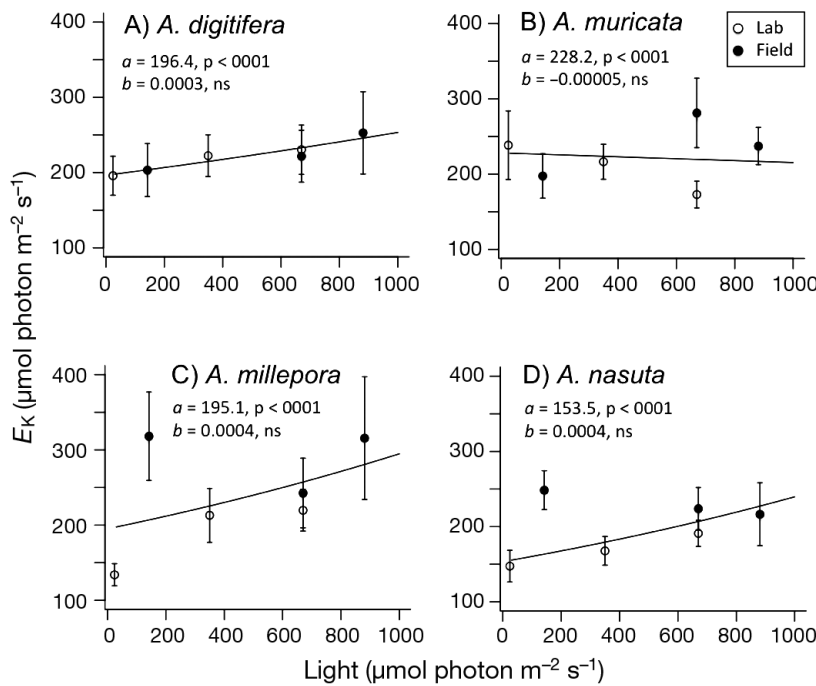 A) A. digitifera
a = 196.4, p < 0001
b = 0.0003, ns
400
300
200
100
0
200
400
600
800
1000
B) A. muricata
a = 228.2, p < 0001
b = −0.00005, ns
Lab
Field
400
300
200
100
0
200
400
600
800
1000
EK (µmol photon m−2 s−1)
C) A. millepora
a = 195.1, p < 0001
b = 0.0004, ns
400
300
200
100
0
200
400
600
800
1000
D) A. nasuta
a = 153.5, p < 0001
b = 0.0004, ns
400
300
200
100
0
200
400
600
800
1000
Light (µmol photon m−2 s−1)